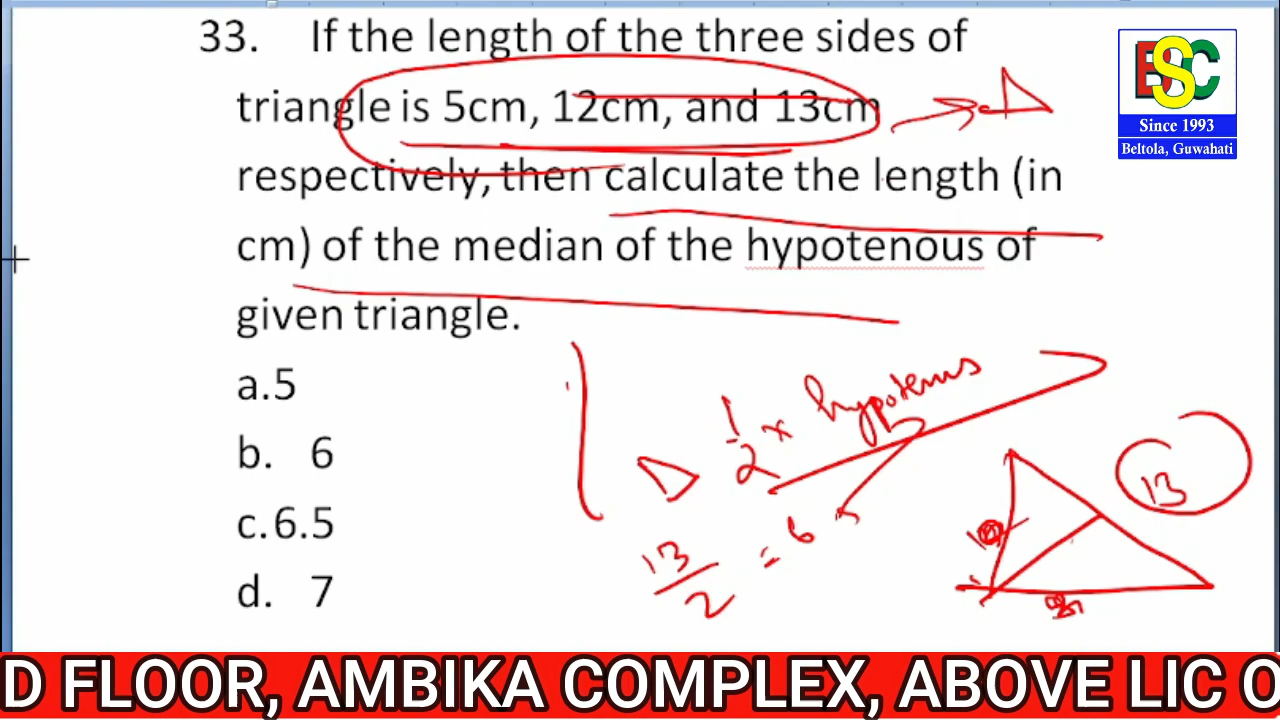 33. If the length of the three sides of
triangle is 5cm, 12cm, and 13cm
respectively, then calculate the length (in
cm) of the median of the hypotenous of
given triangle.
a.5
b. 6
c.6.5
d. 7
1/2 × hypotenus
13/2 = 6
13
BSC
Since 1993
Beltola, Guwahati
D FLOOR, AMBIKA COMPLEX, ABOVE LIC O